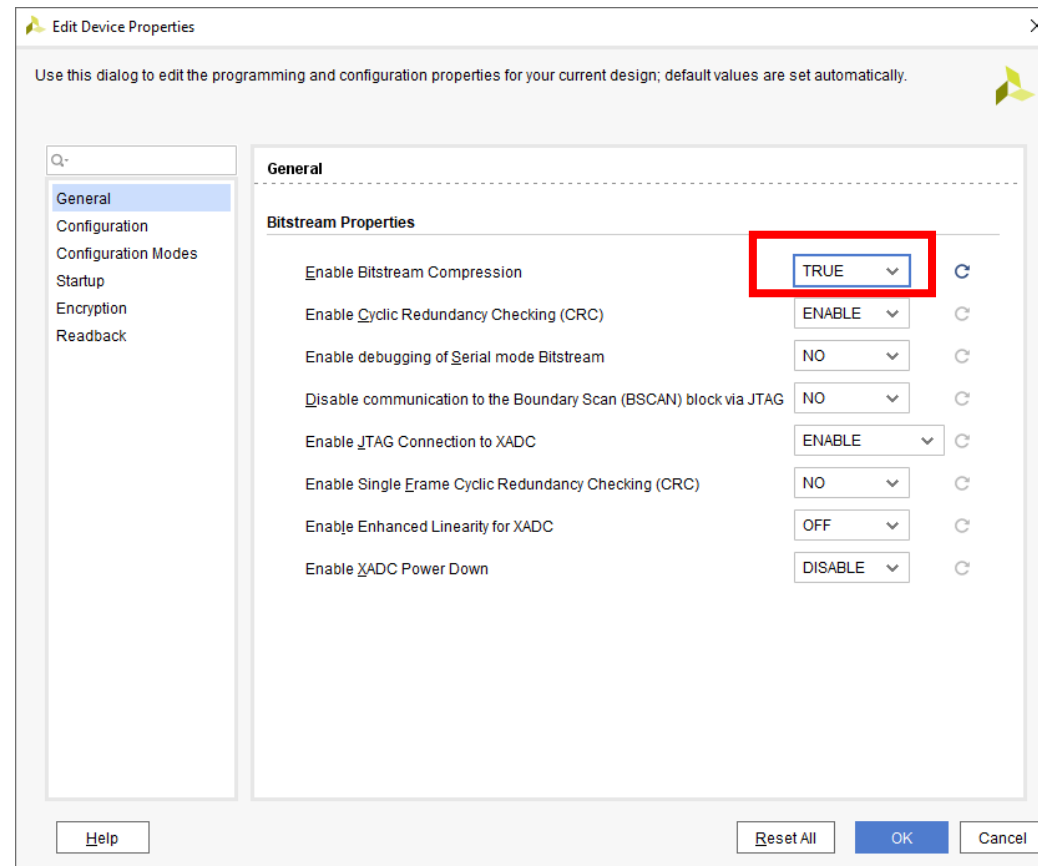 Edit Device Properties
Use this dialog to edit the programming and configuration properties for your current design; default values are set automatically.
General
Configuration
Configuration Modes
Startup
Encryption
Readback
General
Bitstream Properties
Enable Bitstream Compression TRUE
Enable Cyclic Redundancy Checking (CRC) ENABLE
Enable debugging of Serial mode Bitstream NO
Disable communication to the Boundary Scan (BSCAN) block via JTAG NO
Enable JTAG Connection to XADC ENABLE
Enable Single Frame Cyclic Redundancy Checking (CRC) NO
Enable Enhanced Linearity for XADC OFF
Enable XADC Power Down DISABLE
Help Reset All OK Cancel